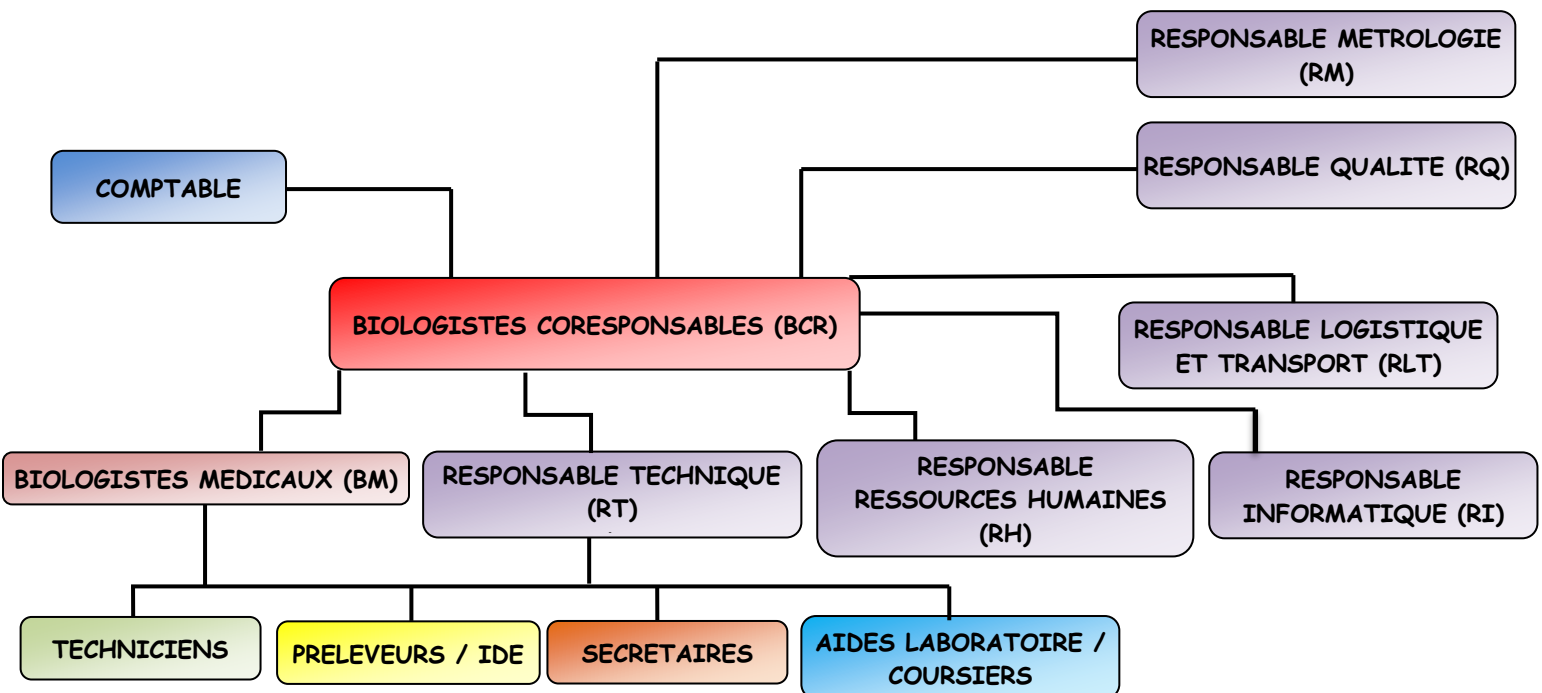 RESPONSABLE METROLOGIE
(RM)
RESPONSABLE QUALITE (RQ)
COMPTABLE
BIOLOGISTES CORESPONSABLES (BCR)
RESPONSABLE LOGISTIQUE
ET TRANSPORT (RLT)
BIOLOGISTES MEDICAUX (BM)
RESPONSABLE TECHNIQUE
(RT)
RESPONSABLE
RESSOURCES HUMAINES
(RH)
RESPONSABLE
INFORMATIQUE (RI)
TECHNICIENS
PRELEVEURS / IDE
SECRETAIRES
AIDES LABORATOIRE /
COURSIERS